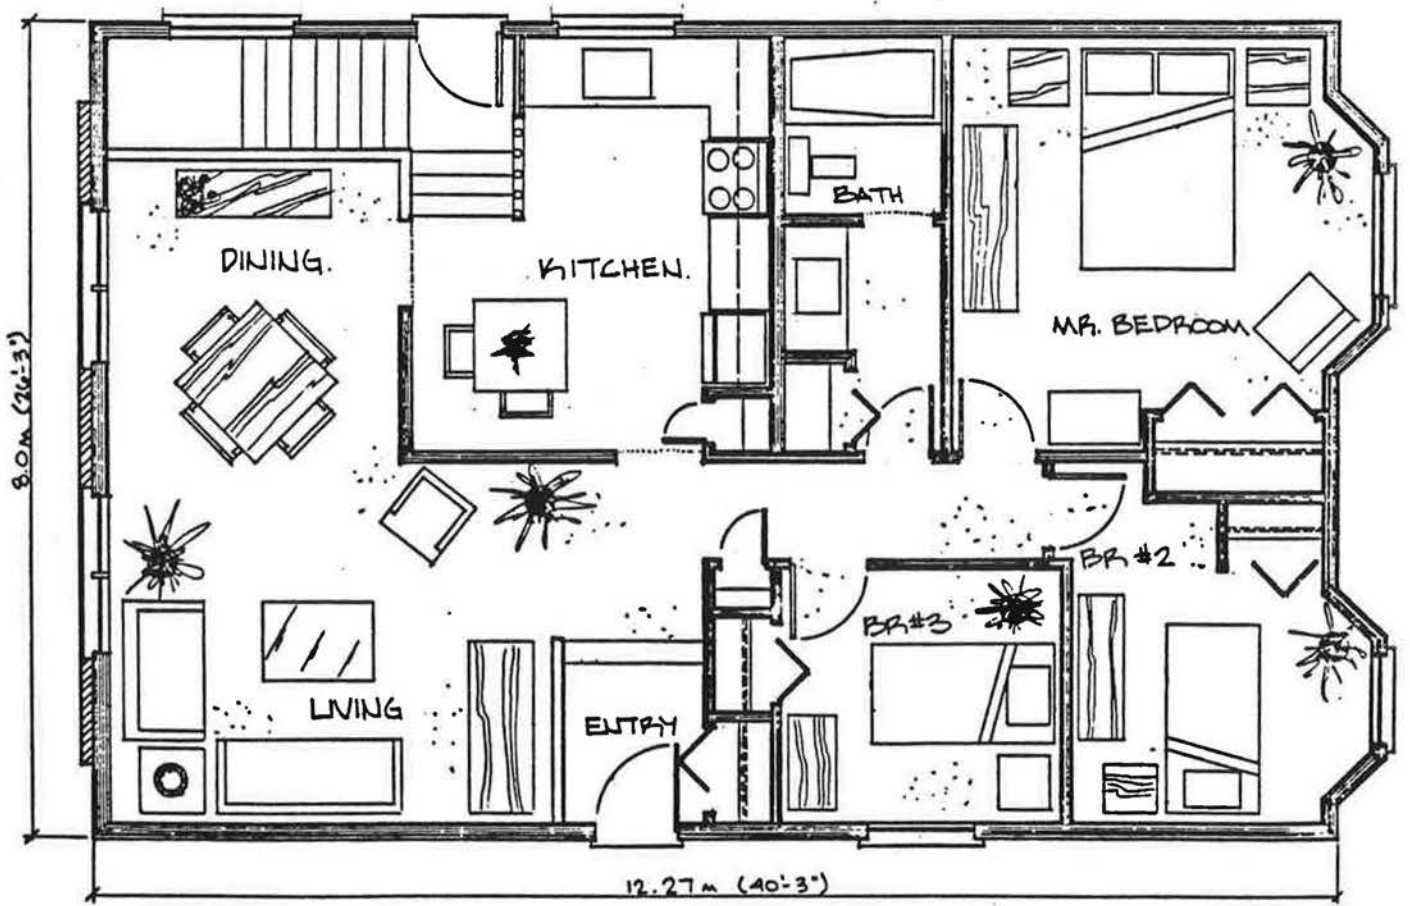 BATH
DINING.
KITCHEN.
MR. BEDROOM
8.0m (26'-3")
BR #2
BR #3
LIVING
ENTRY
12.27m (40'-3")